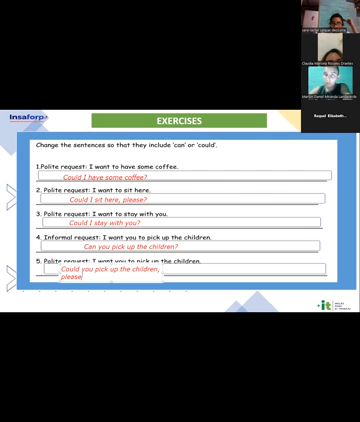 Insaforp
EXERCISES
Change the sentences so that they include 'can' or 'could'.
1.Polite request: I want to have some coffee.
Could I have some coffee?
2. Polite request: I want to sit here.
Could I sit here, please?
3. Polite request: I want to stay with you.
Could I stay with you?
4. Informal request: I want you to pick up the children.
Can you pick up the children?
5. Polite request: I want you to pick up the children.
Could you pick up the children,
please
Raquel Elizabeth...
it